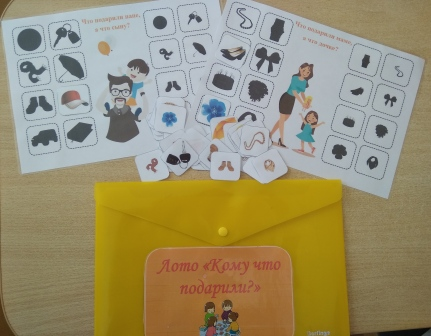 Что подарили папе,
а что сыну?
Что подарили маме,
а что дочке?
Лото «Кому что
подарили?»